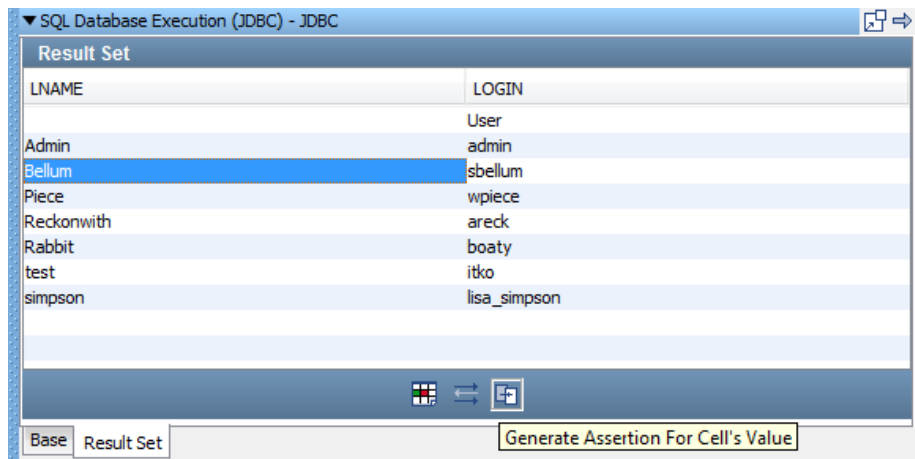 SQL Database Execution (JDBC) - JDBC
Result Set
LNAME LOGIN
User
Admin admin
Bellum sbellum
Piece wpiece
Reckonwith areck
Rabbit boaty
test itko
simpson lisa_simpson
Base Result Set
Generate Assertion For Cell's Value